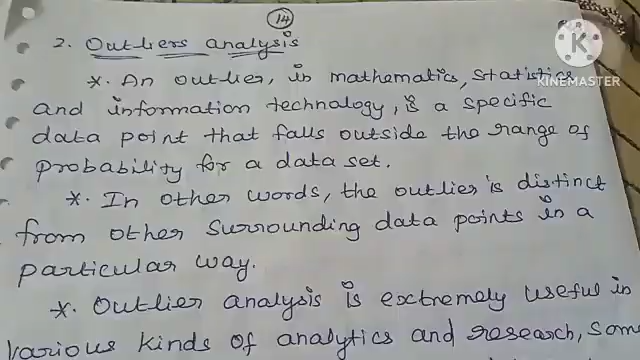 14
2. Outliers analysis
*. An outlier, in mathematics, statistics
and information technology, is a specific
data point that falls outside the range of
probability for a data set.
*. In other words, the outlier is distinct
from other surrounding data points in a
particular way.
*. Outlier analysis is extremely useful in
various kinds of analytics and research, some
K
KINEMASTER